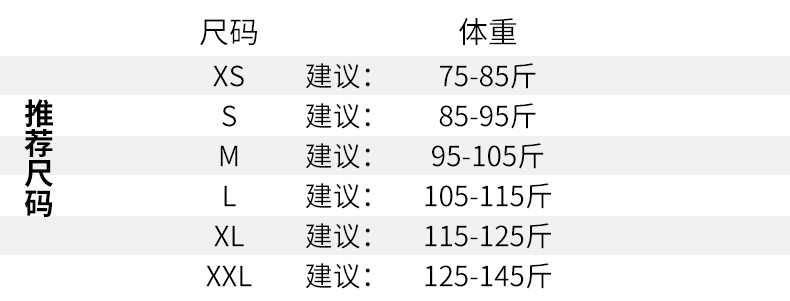 尺码 体重
推荐尺码
XS 建议： 75-85斤
S 建议： 85-95斤
M 建议： 95-105斤
L 建议： 105-115斤
XL 建议： 115-125斤
XXL 建议： 125-145斤